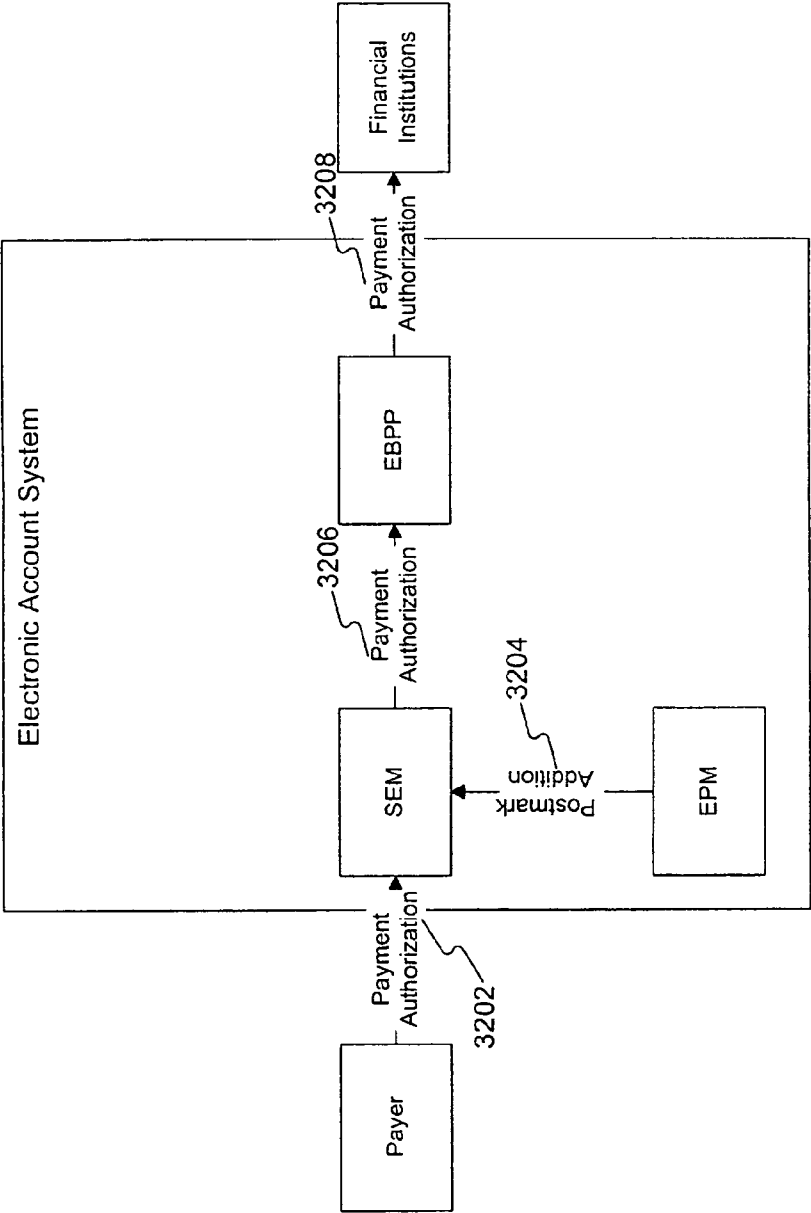 Electronic Account System
Payer
Payment
Authorization
3202
SEM
Postmark
Addition
3204
EPM
Payment
Authorization
3206
EBPP
Payment
Authorization
3208
Financial
Institutions